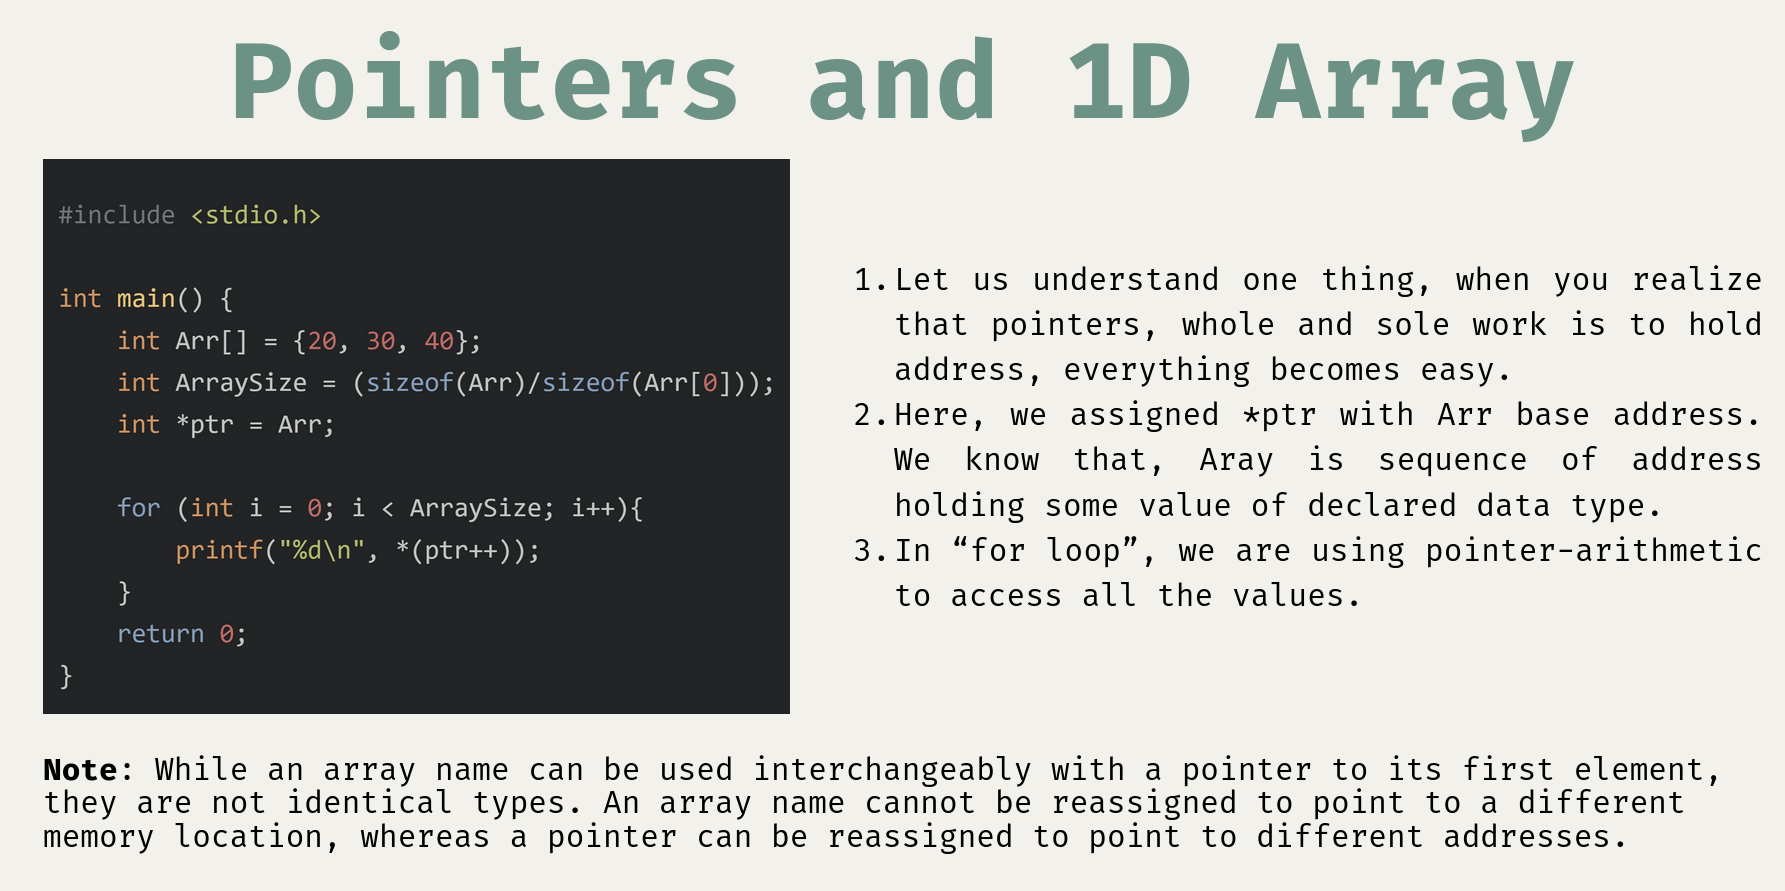 Pointers and 1D Array
#include <stdio.h>
int main() {
    int Arr[] = {20, 30, 40};
    int ArraySize = (sizeof(Arr)/sizeof(Arr[0]));
    int *ptr = Arr;
    for (int i = 0; i < ArraySize; i++){
        printf("%d\n", *(ptr++));
    }
    return 0;
}
1. Let us understand one thing, when you realize
that pointers, whole and sole work is to hold
address, everything becomes easy.
2. Here, we assigned *ptr with Arr base address.
We know that, Aray is sequence of address
holding some value of declared data type.
3. In “for loop”, we are using pointer-arithmetic
to access all the values.
Note: While an array name can be used interchangeably with a pointer to its first element,
they are not identical types. An array name cannot be reassigned to point to a different
memory location, whereas a pointer can be reassigned to point to different addresses.